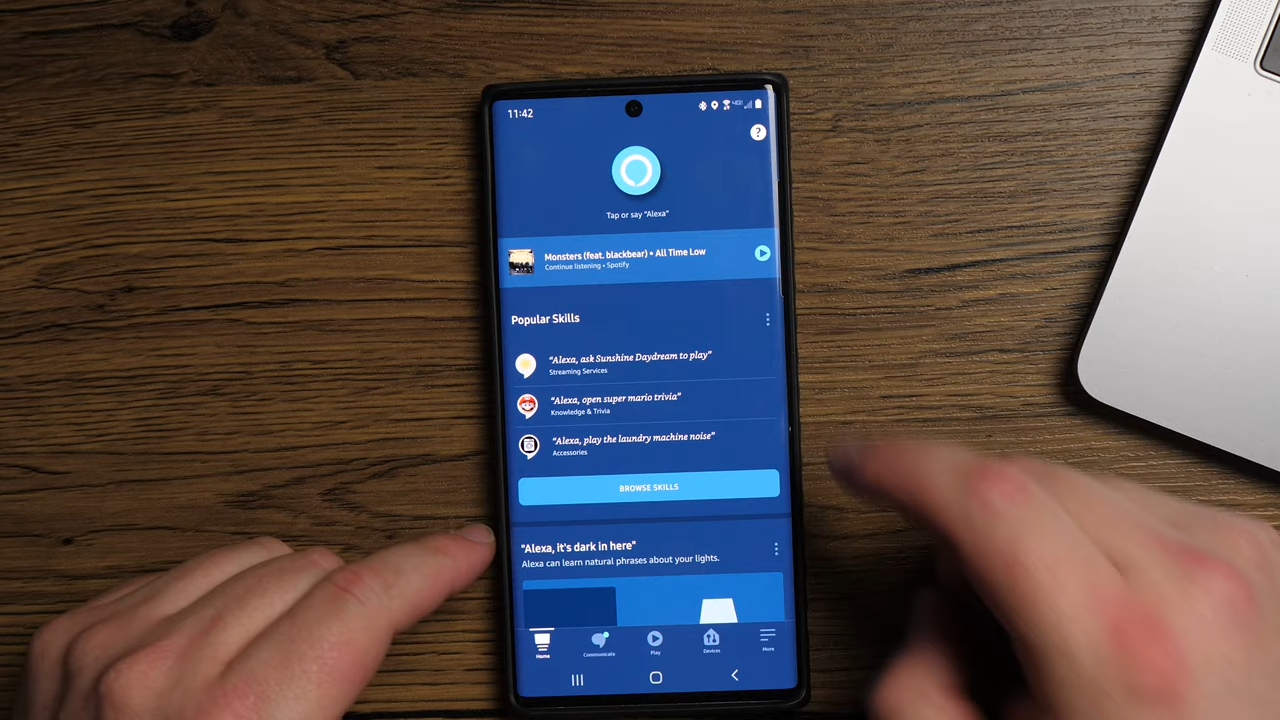 11:42
?
Tap or say "Alexa"
Monsters (feat. blackbear) • All Time Low
Continue listening • Spotify
Popular Skills
"Alexa, ask Sunshine Daydream to play"
Streaming Services
"Alexa, open super mario trivia"
Knowledge & Trivia
"Alexa, play the laundry machine noise"
Accessories
BROWSE SKILLS
"Alexa, it's dark in here"
Alexa can learn natural phrases about your lights.
Home Communicate Play Devices More